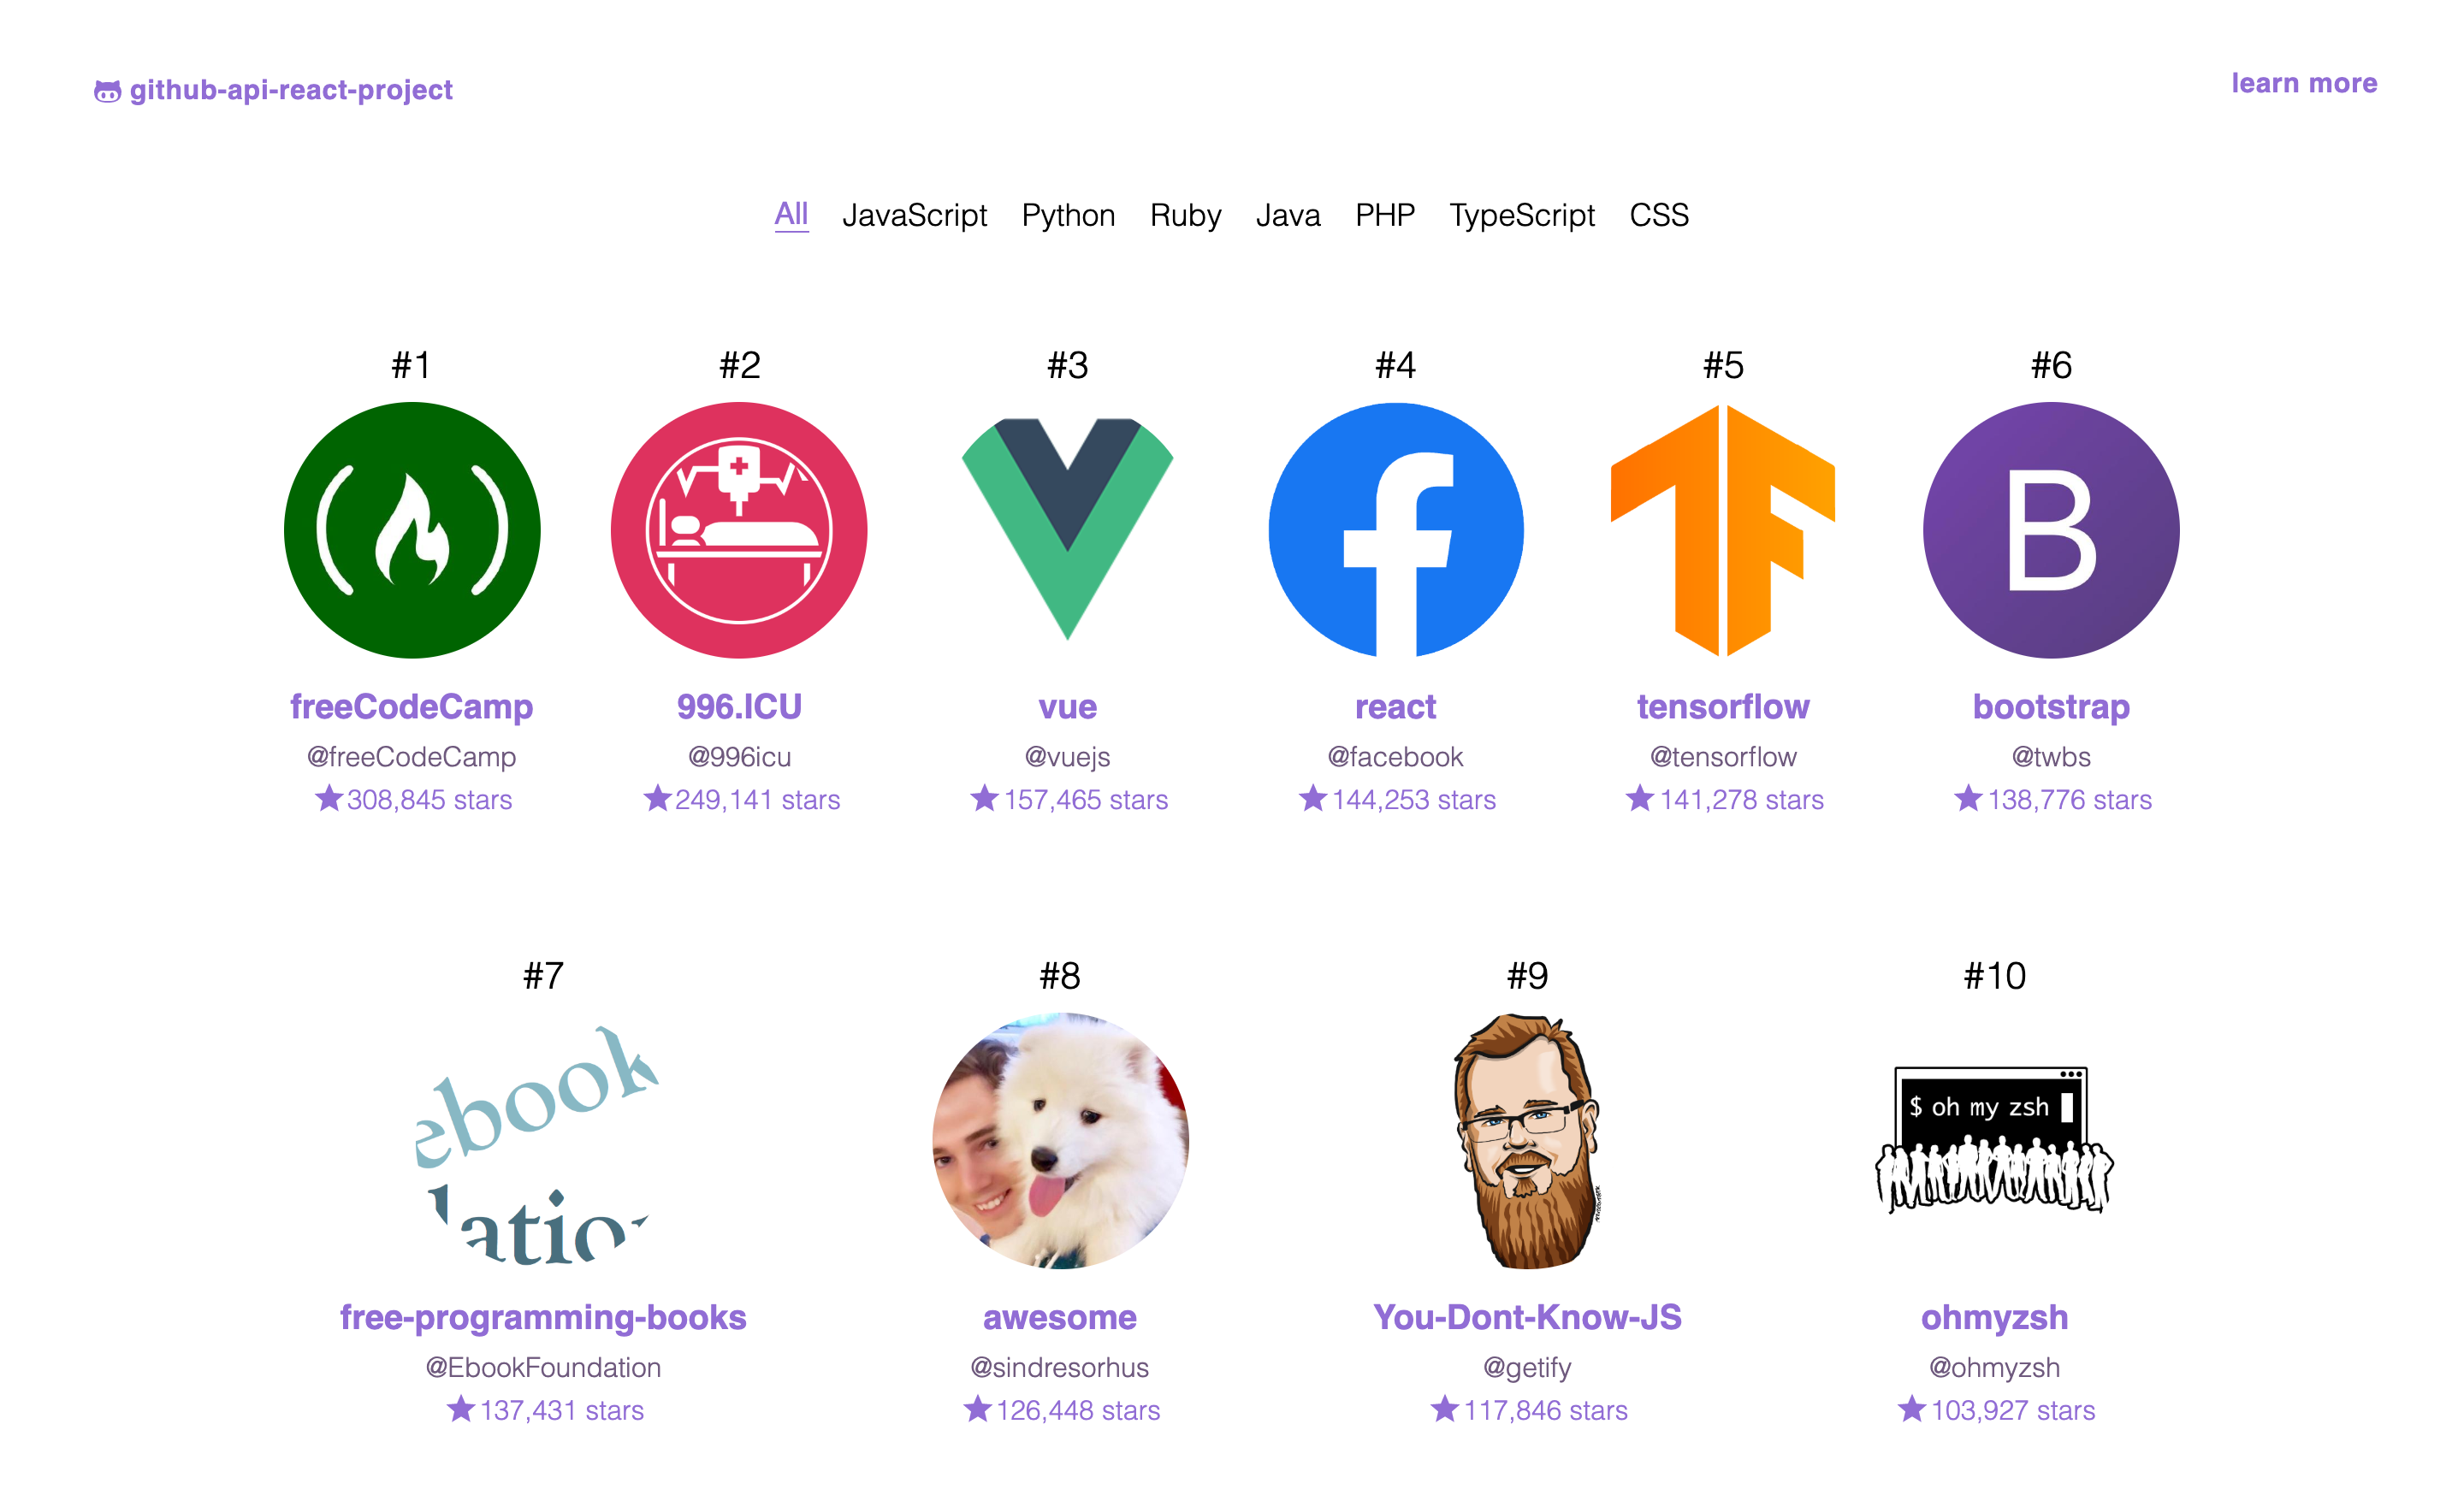 github-api-react-project
learn more
All JavaScript Python Ruby Java PHP TypeScript CSS
#1 #2 #3 #4 #5 #6
B
freeCodeCamp 996.ICU vue react tensorflow bootstrap
@freeCodeCamp @996icu @vuejs @facebook @tensorflow @twbs
308,845 stars 249,141 stars 157,465 stars 144,253 stars 141,278 stars 138,776 stars
#7 #8 #9 #10
ebook
$ oh my zsh
free-programming-books awesome You-Dont-Know-JS ohmyzsh
@EbookFoundation @sindresorhus @getify @ohmyzsh
137,431 stars 126,448 stars 117,846 stars 103,927 stars